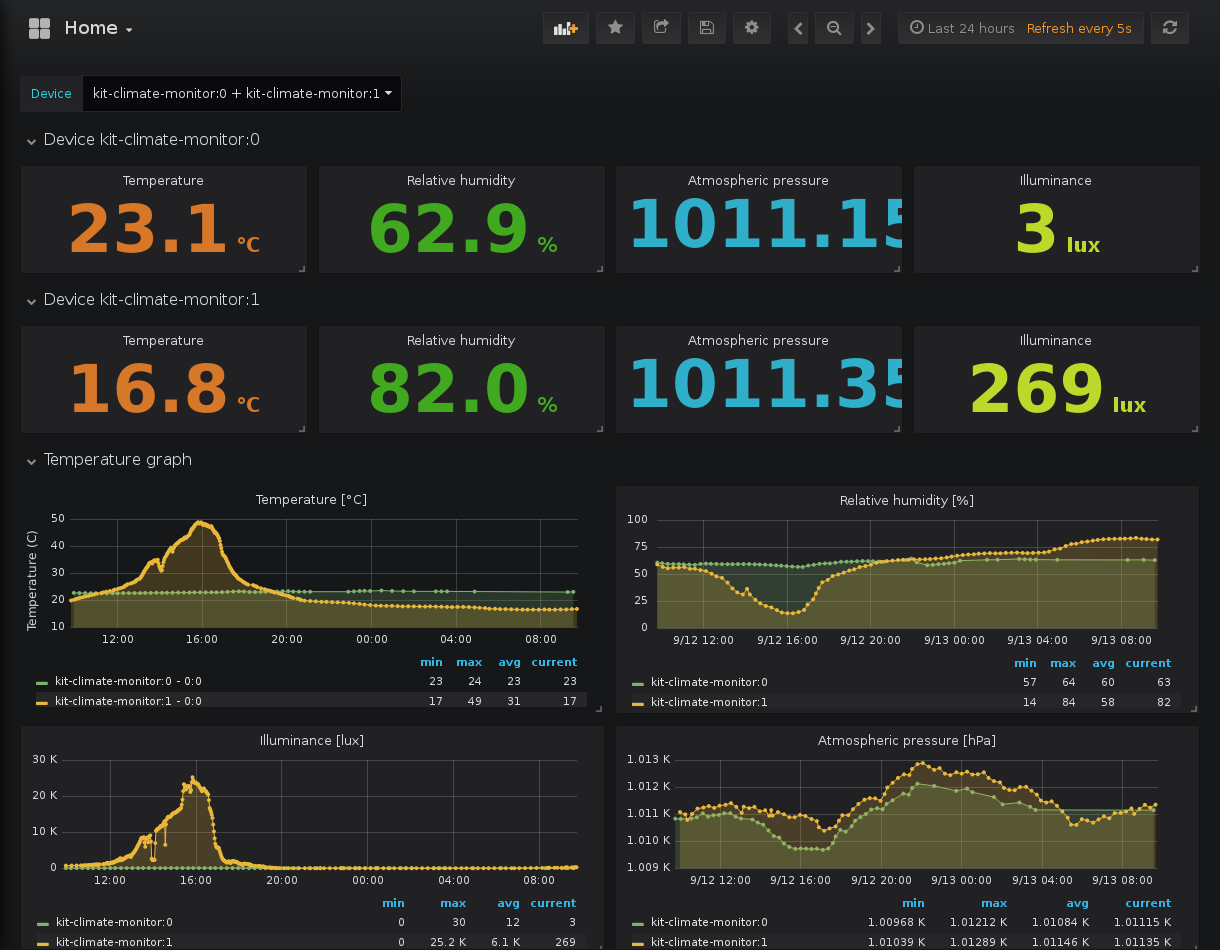 Home
Last 24 hours Refresh every 5s
Device kit-climate-monitor:0 + kit-climate-monitor:1
Device kit-climate-monitor:0
Temperature Relative humidity Atmospheric pressure Illuminance
23.1 °C 62.9 % 1011.15 3 lux
Device kit-climate-monitor:1
Temperature Relative humidity Atmospheric pressure Illuminance
16.8 °C 82.0 % 1011.35 269 lux
Temperature graph
Temperature [°C]
Temperature (C)
50
40
30
20
10
12:00 16:00 20:00 00:00 04:00 08:00
min max avg current
kit-climate-monitor:0 - 0:0 23 24 23 23
kit-climate-monitor:1 - 0:0 17 49 31 17
Relative humidity [%]
100
75
50
25
0
9/12 12:00 9/12 16:00 9/12 20:00 9/13 00:00 9/13 04:00 9/13 08:00
min max avg current
kit-climate-monitor:0 57 64 60 63
kit-climate-monitor:1 14 84 58 82
Illuminance [lux]
30 K
20 K
10 K
0
12:00 16:00 20:00 00:00 04:00 08:00
min max avg current
kit-climate-monitor:0 0 30 12 3
kit-climate-monitor:1 0 25.2 K 6.1 K 269
Atmospheric pressure [hPa]
1.013 K
1.012 K
1.011 K
1.010 K
1.009 K
9/12 12:00 9/12 16:00 9/12 20:00 9/13 00:00 9/13 04:00 9/13 08:00
min max avg current
kit-climate-monitor:0 1.00968 K 1.01212 K 1.01084 K 1.01115 K
kit-climate-monitor:1 1.01039 K 1.01289 K 1.01146 K 1.01135 K